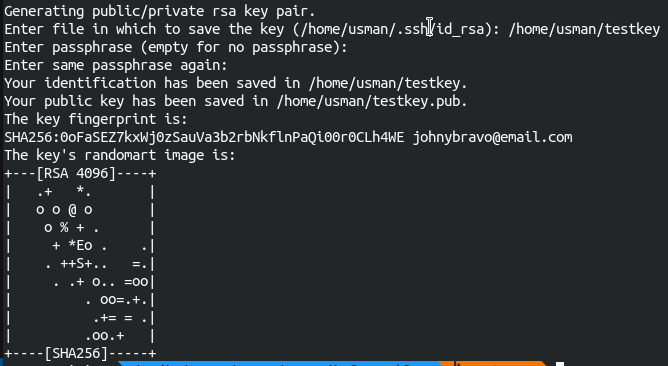 Generating public/private rsa key pair.
Enter file in which to save the key (/home/usman/.ssh/id_rsa): /home/usman/testkey
Enter passphrase (empty for no passphrase):
Enter same passphrase again:
Your identification has been saved in /home/usman/testkey.
Your public key has been saved in /home/usman/testkey.pub.
The key fingerprint is:
SHA256:0oFaSEZ7kxWj0zSauVa3b2rbNkflnPaQi00r0CLh4WE johnybravo@email.com
The key's randomart image is:
+---[RSA 4096]----+
|   .+   *.       |
|   o o @ o       |
|    o % + .      |
|     + *Eo .    .|
|    . ++S+..   =.|
|     . .+ o.. =oo|
|         . oo=.+.|
|          .+= = .|
|         .oo.+   |
+----[SHA256]-----+